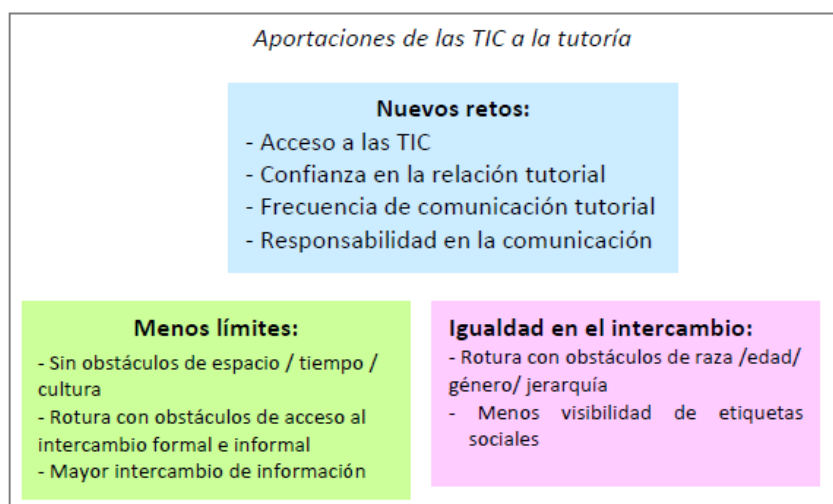 Aportaciones de las TIC a la tutoría
Nuevos retos:
- Acceso a las TIC
- Confianza en la relación tutorial
- Frecuencia de comunicación tutorial
- Responsabilidad en la comunicación
Menos límites:
- Sin obstáculos de espacio / tiempo /
cultura
- Rotura con obstáculos de acceso al
intercambio formal e informal
- Mayor intercambio de información
Igualdad en el intercambio:
- Rotura con obstáculos de raza /edad/
género/ jerarquía
- Menos visibilidad de etiquetas
sociales